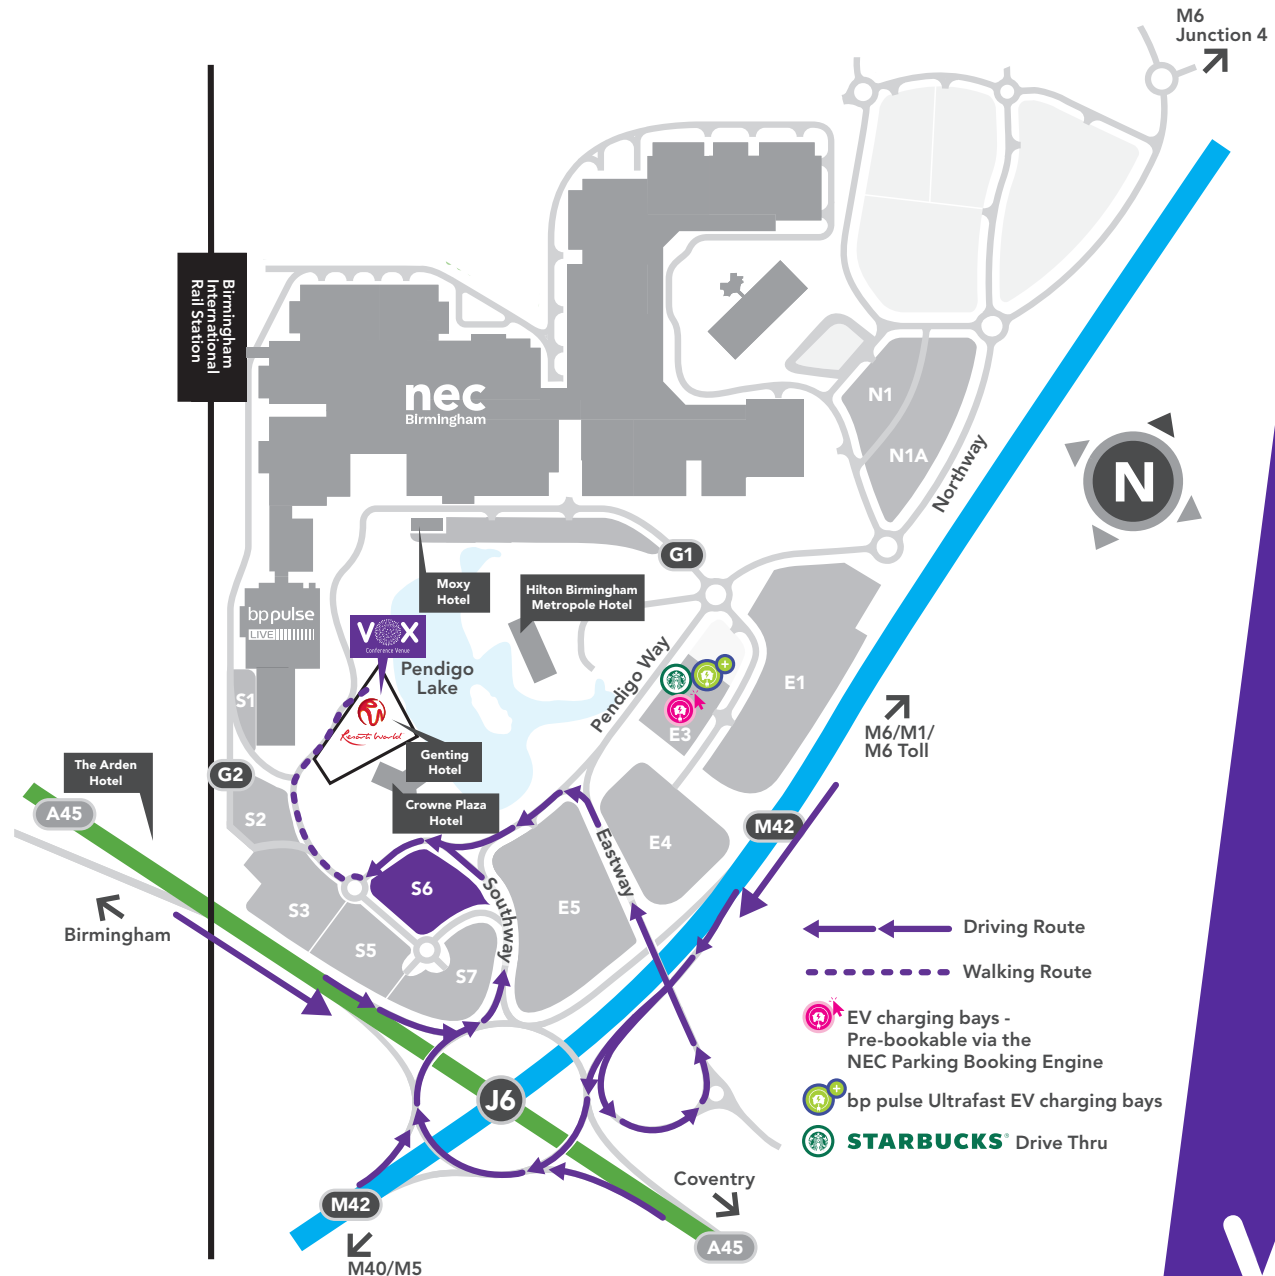 M6
Junction 4
Birmingham
International
Rail Station
nec
Birmingham
N1
N1A
Northway
N
G1
Moxy
Hotel
Hilton Birmingham
Metropole Hotel
bp pulse
LIVE
VOX
Conference Venue
Pendigo
Lake
Pendigo Way
E1
E3
S1
Resorts World
M6/M1/
M6 Toll
Genting
Hotel
The Arden
Hotel
G2
A45
Crowne Plaza
Hotel
S2
M42
E4
Eastway
S6
Southway
E5
S3
S5
S7
Birmingham
Driving Route
Walking Route
EV charging bays -
Pre-bookable via the
NEC Parking Booking Engine
bp pulse Ultrafast EV charging bays
STARBUCKS® Drive Thru
J6
Coventry
M42
A45
M40/M5